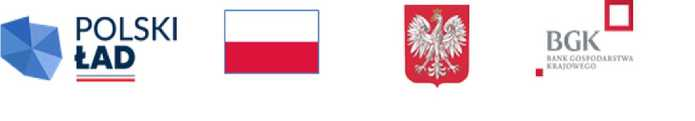 POLSKI
ŁAD
BGK
BANK GOSPODARSTWA
KRAJOWEGO